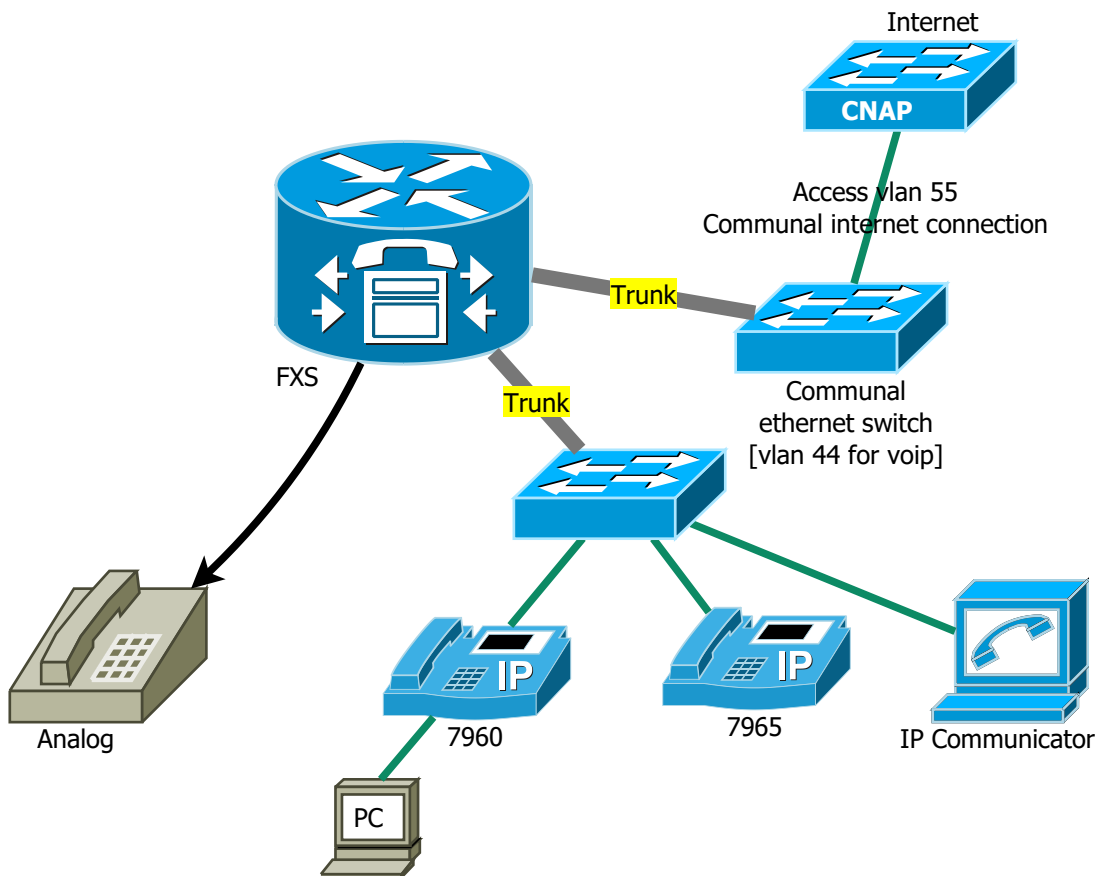 Internet
CNAP
Access vlan 55
Communal internet connection
Trunk
FXS
Trunk
Communal
ethernet switch
[vlan 44 for voip]
IP
IP
Analog
7960
7965
IP Communicator
PC